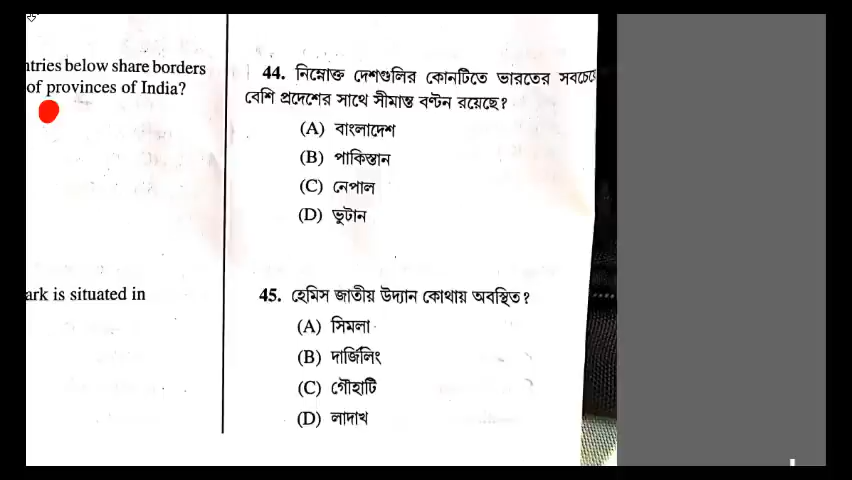 ntries below share borders
of provinces of India?
ark is situated in
44. নিম্নোক্ত দেশগুলির কোনটিতে ভারতের সবচেয়ে
বেশি প্রদেশের সাথে সীমান্ত বণ্টন রয়েছে?
(A) বাংলাদেশ
(B) পাকিস্তান
(C) নেপাল
(D) ভুটান
45. হেমিস জাতীয় উদ্যান কোথায় অবস্থিত?
(A) সিমলা
(B) দার্জিলিং
(C) গৌহাটি
(D) লাদাখ